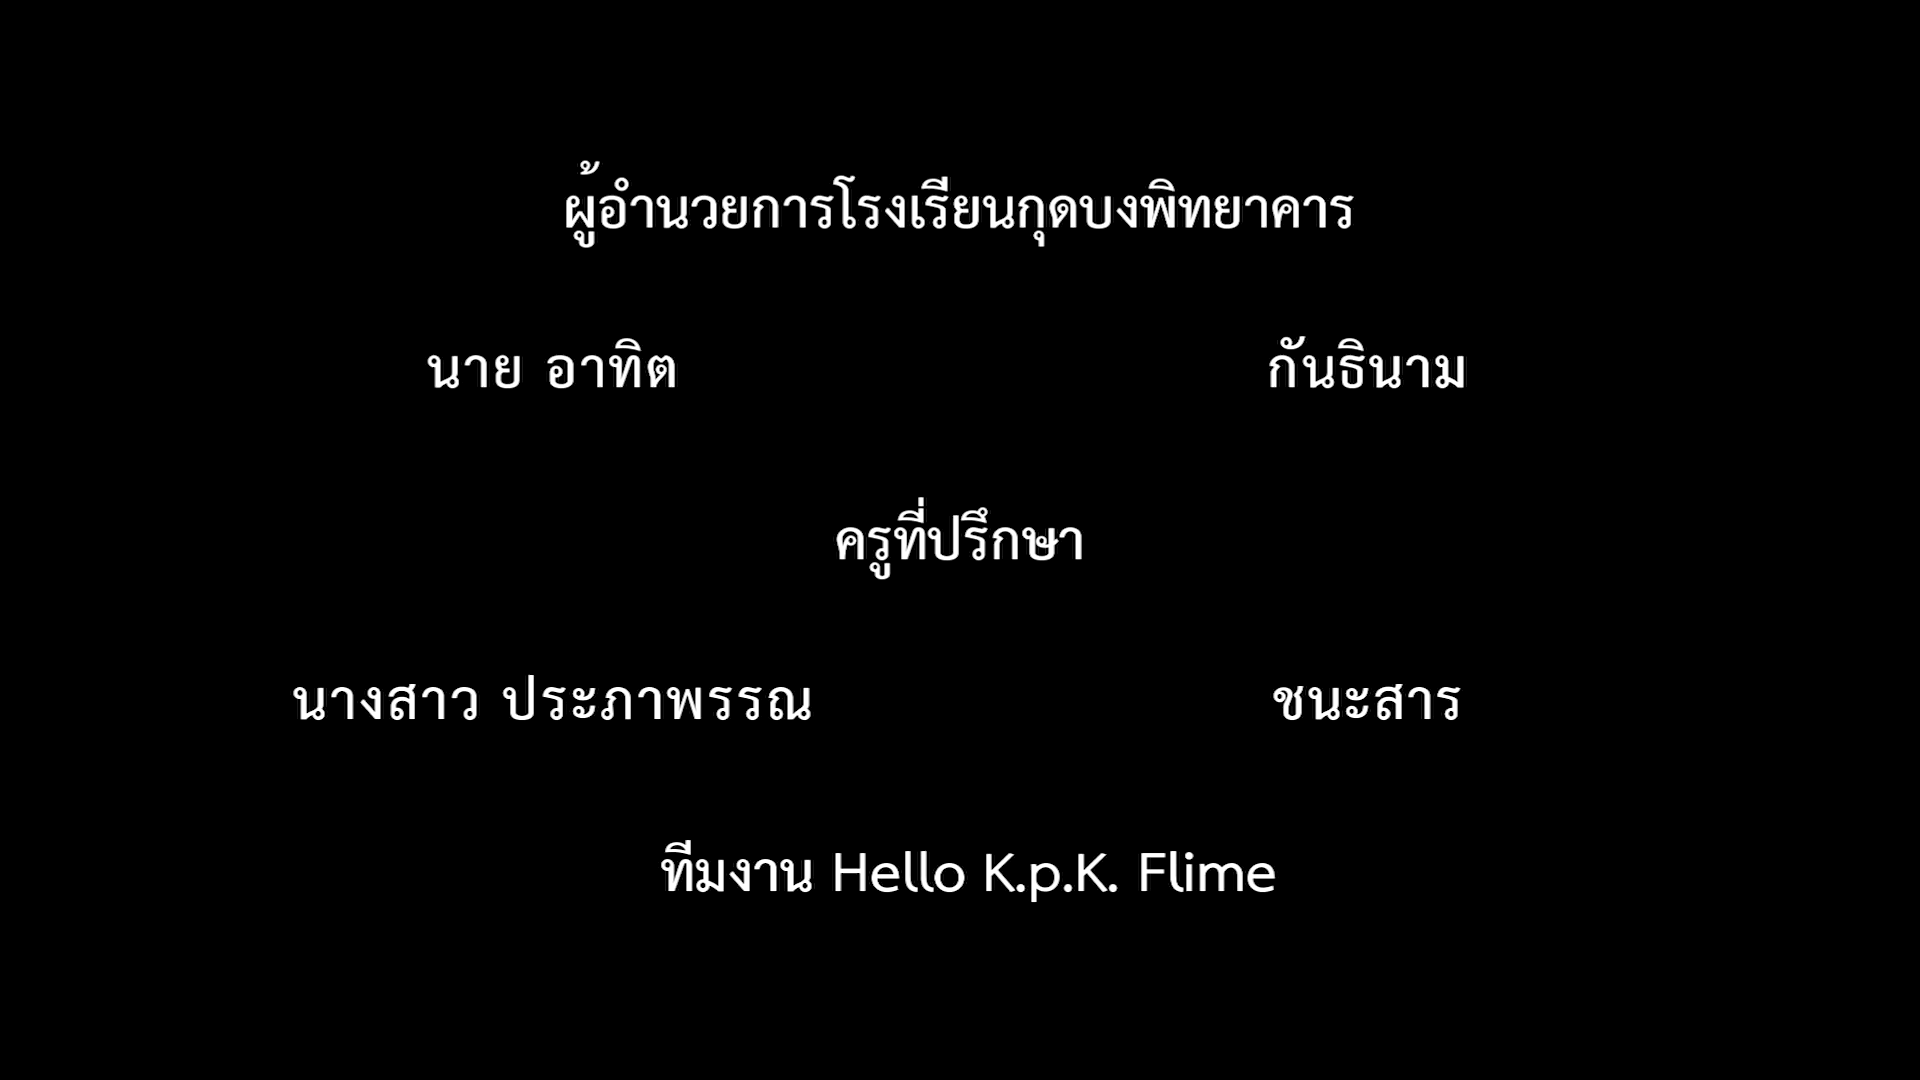 ผู้อำนวยการโรงเรียนกุดบงพิทยาคาร
นาย อาทิต กันธินาม
ครูที่ปรึกษา
นางสาว ประภาพรรณ ชนะสาร
ทีมงาน Hello K.p.K. Flime